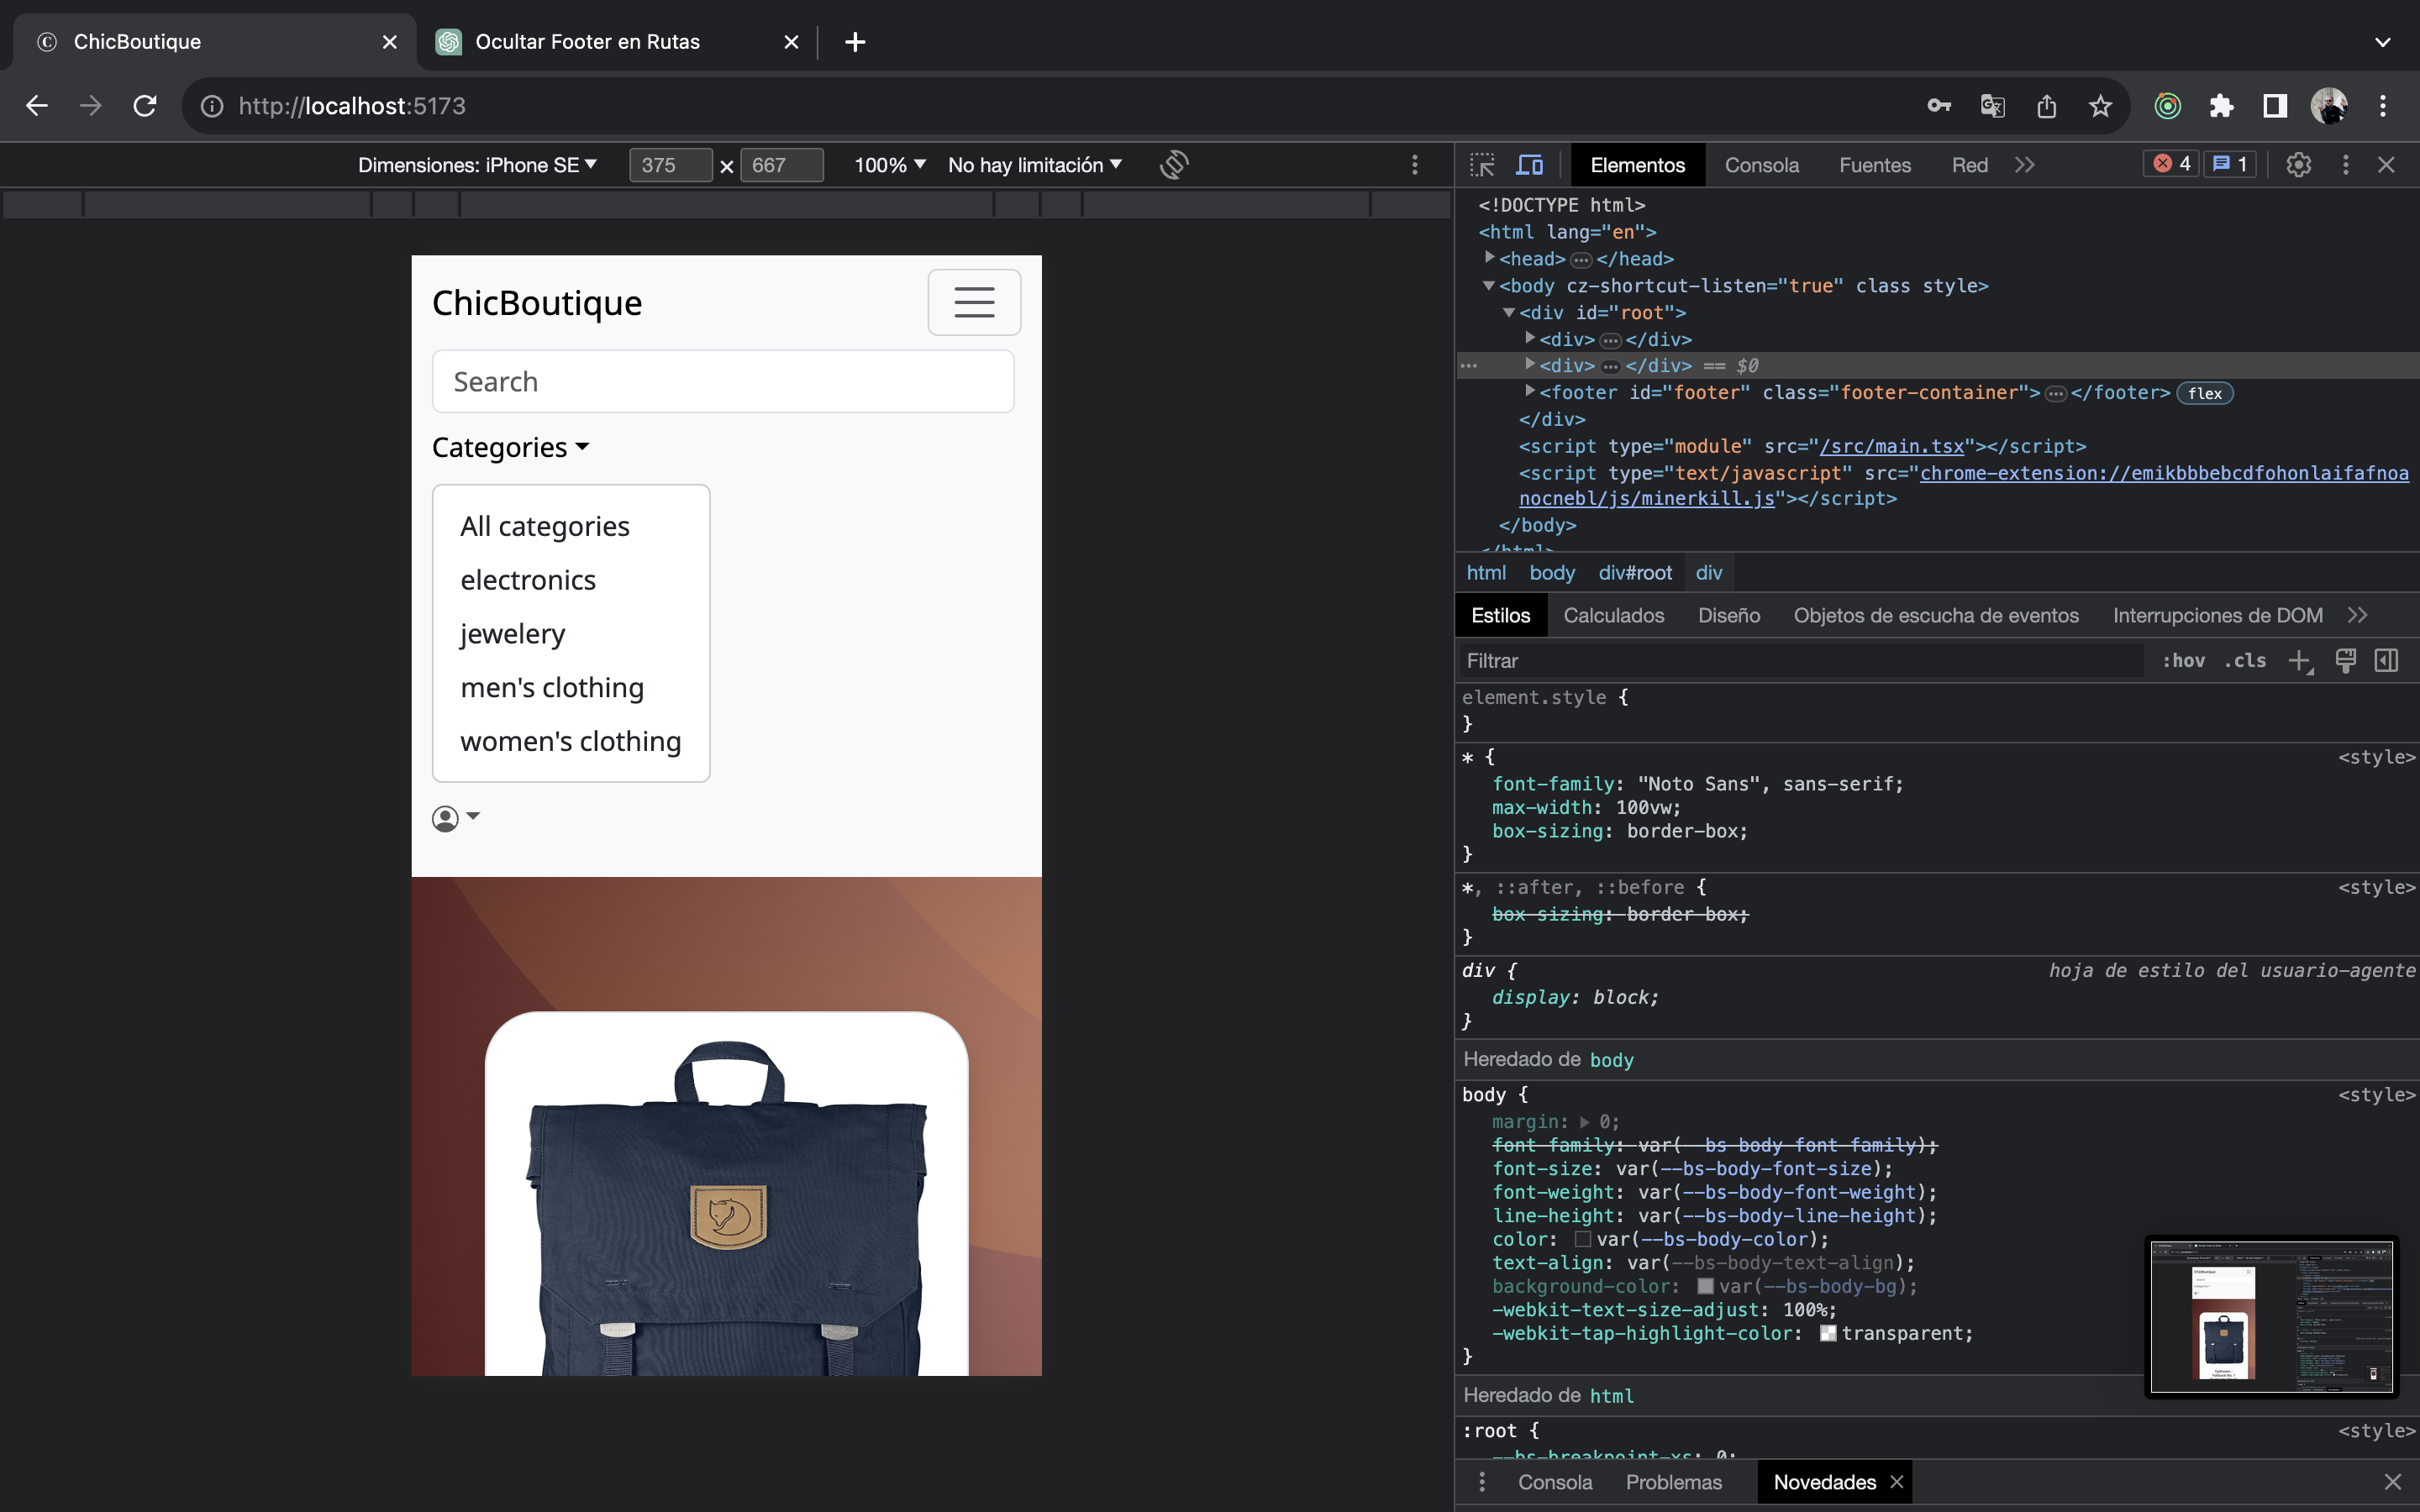 ChicBoutique
Ocultar Footer en Rutas
http://localhost:5173
Dimensiones: iPhone SE 375 × 667 100% No hay limitación
Elementos Consola Fuentes Red 4 1
<!DOCTYPE html>
<html lang="en">
<head> ••• </head>
<body cz-shortcut-listen="true" class style>
<div id="root">
<div> ••• </div>
••• <div> ••• </div> == $0
<footer id="footer" class="footer-container"> ••• </footer> flex
</div>
<script type="module" src="/src/main.tsx"></script>
<script type="text/javascript" src="chrome-extension://emikbbbebcdfohonlaifafnoa
nocnebl/js/minerkill.js"></script>
</body>
</html>
html body div#root div
Estilos Calculados Diseño Objetos de escucha de eventos Interrupciones de DOM
Filtrar :hov .cls
element.style {
}
* { <style>
font-family: "Noto Sans", sans-serif;
max-width: 100vw;
box-sizing: border-box;
}
*, ::after, ::before { <style>
box-sizing: border-box;
}
div { hoja de estilo del usuario-agente
display: block;
}
Heredado de body
body { <style>
margin: 0;
font-family: var(--bs-body-font-family);
font-size: var(--bs-body-font-size);
font-weight: var(--bs-body-font-weight);
line-height: var(--bs-body-line-height);
color: var(--bs-body-color);
text-align: var(--bs-body-text-align);
background-color: var(--bs-body-bg);
-webkit-text-size-adjust: 100%;
-webkit-tap-highlight-color: transparent;
}
Heredado de html
:root { <style>
--bs-breakpoint-xs: 0;
Consola Problemas Novedades
ChicBoutique
Search
Categories
All categories
electronics
jewelery
men's clothing
women's clothing